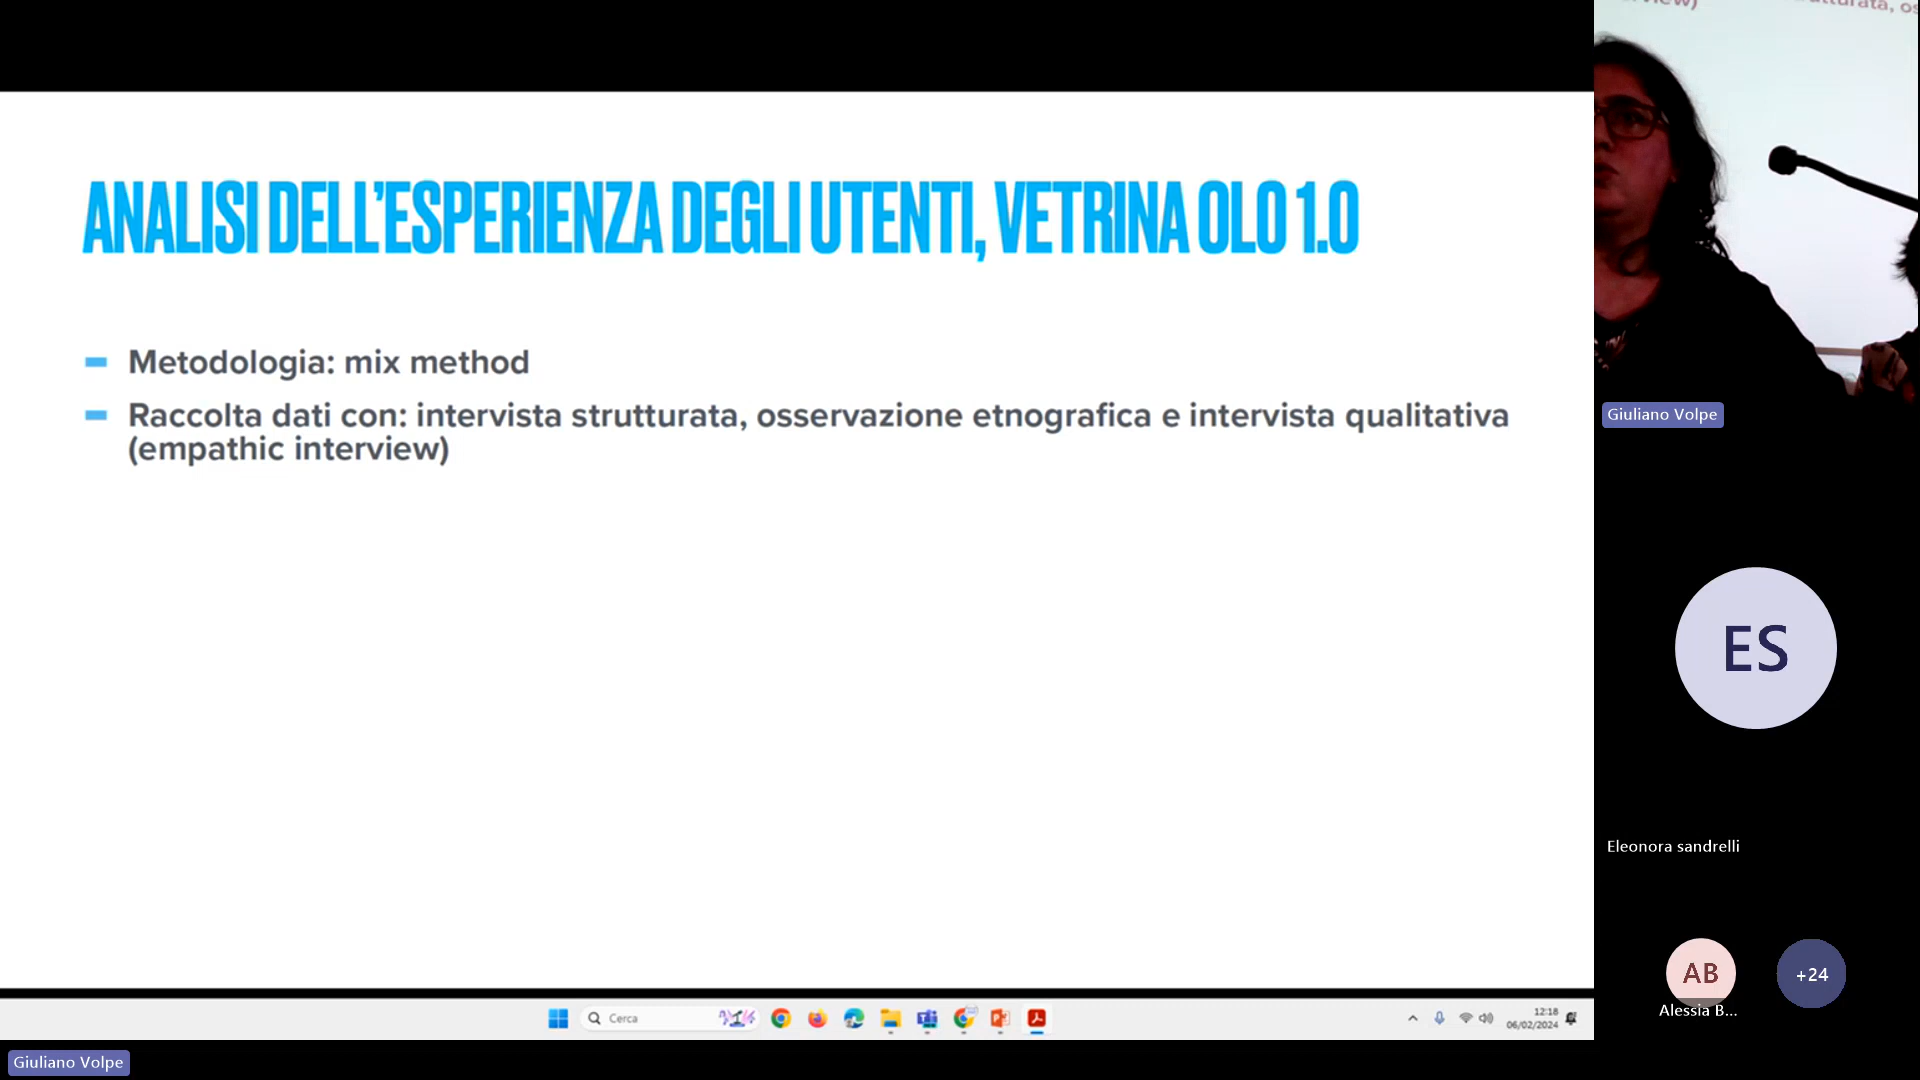 ANALISI DELL'ESPERIENZA DEGLI UTENTI, VETRINA OLO 1.0
Metodologia: mix method
Raccolta dati con: intervista strutturata, osservazione etnografica e intervista qualitativa
(empathic interview)
Giuliano Volpe
ES
Eleonora sandrelli
AB
+24
Alessia B...
Cerca
12:18
06/02/2024
Giuliano Volpe